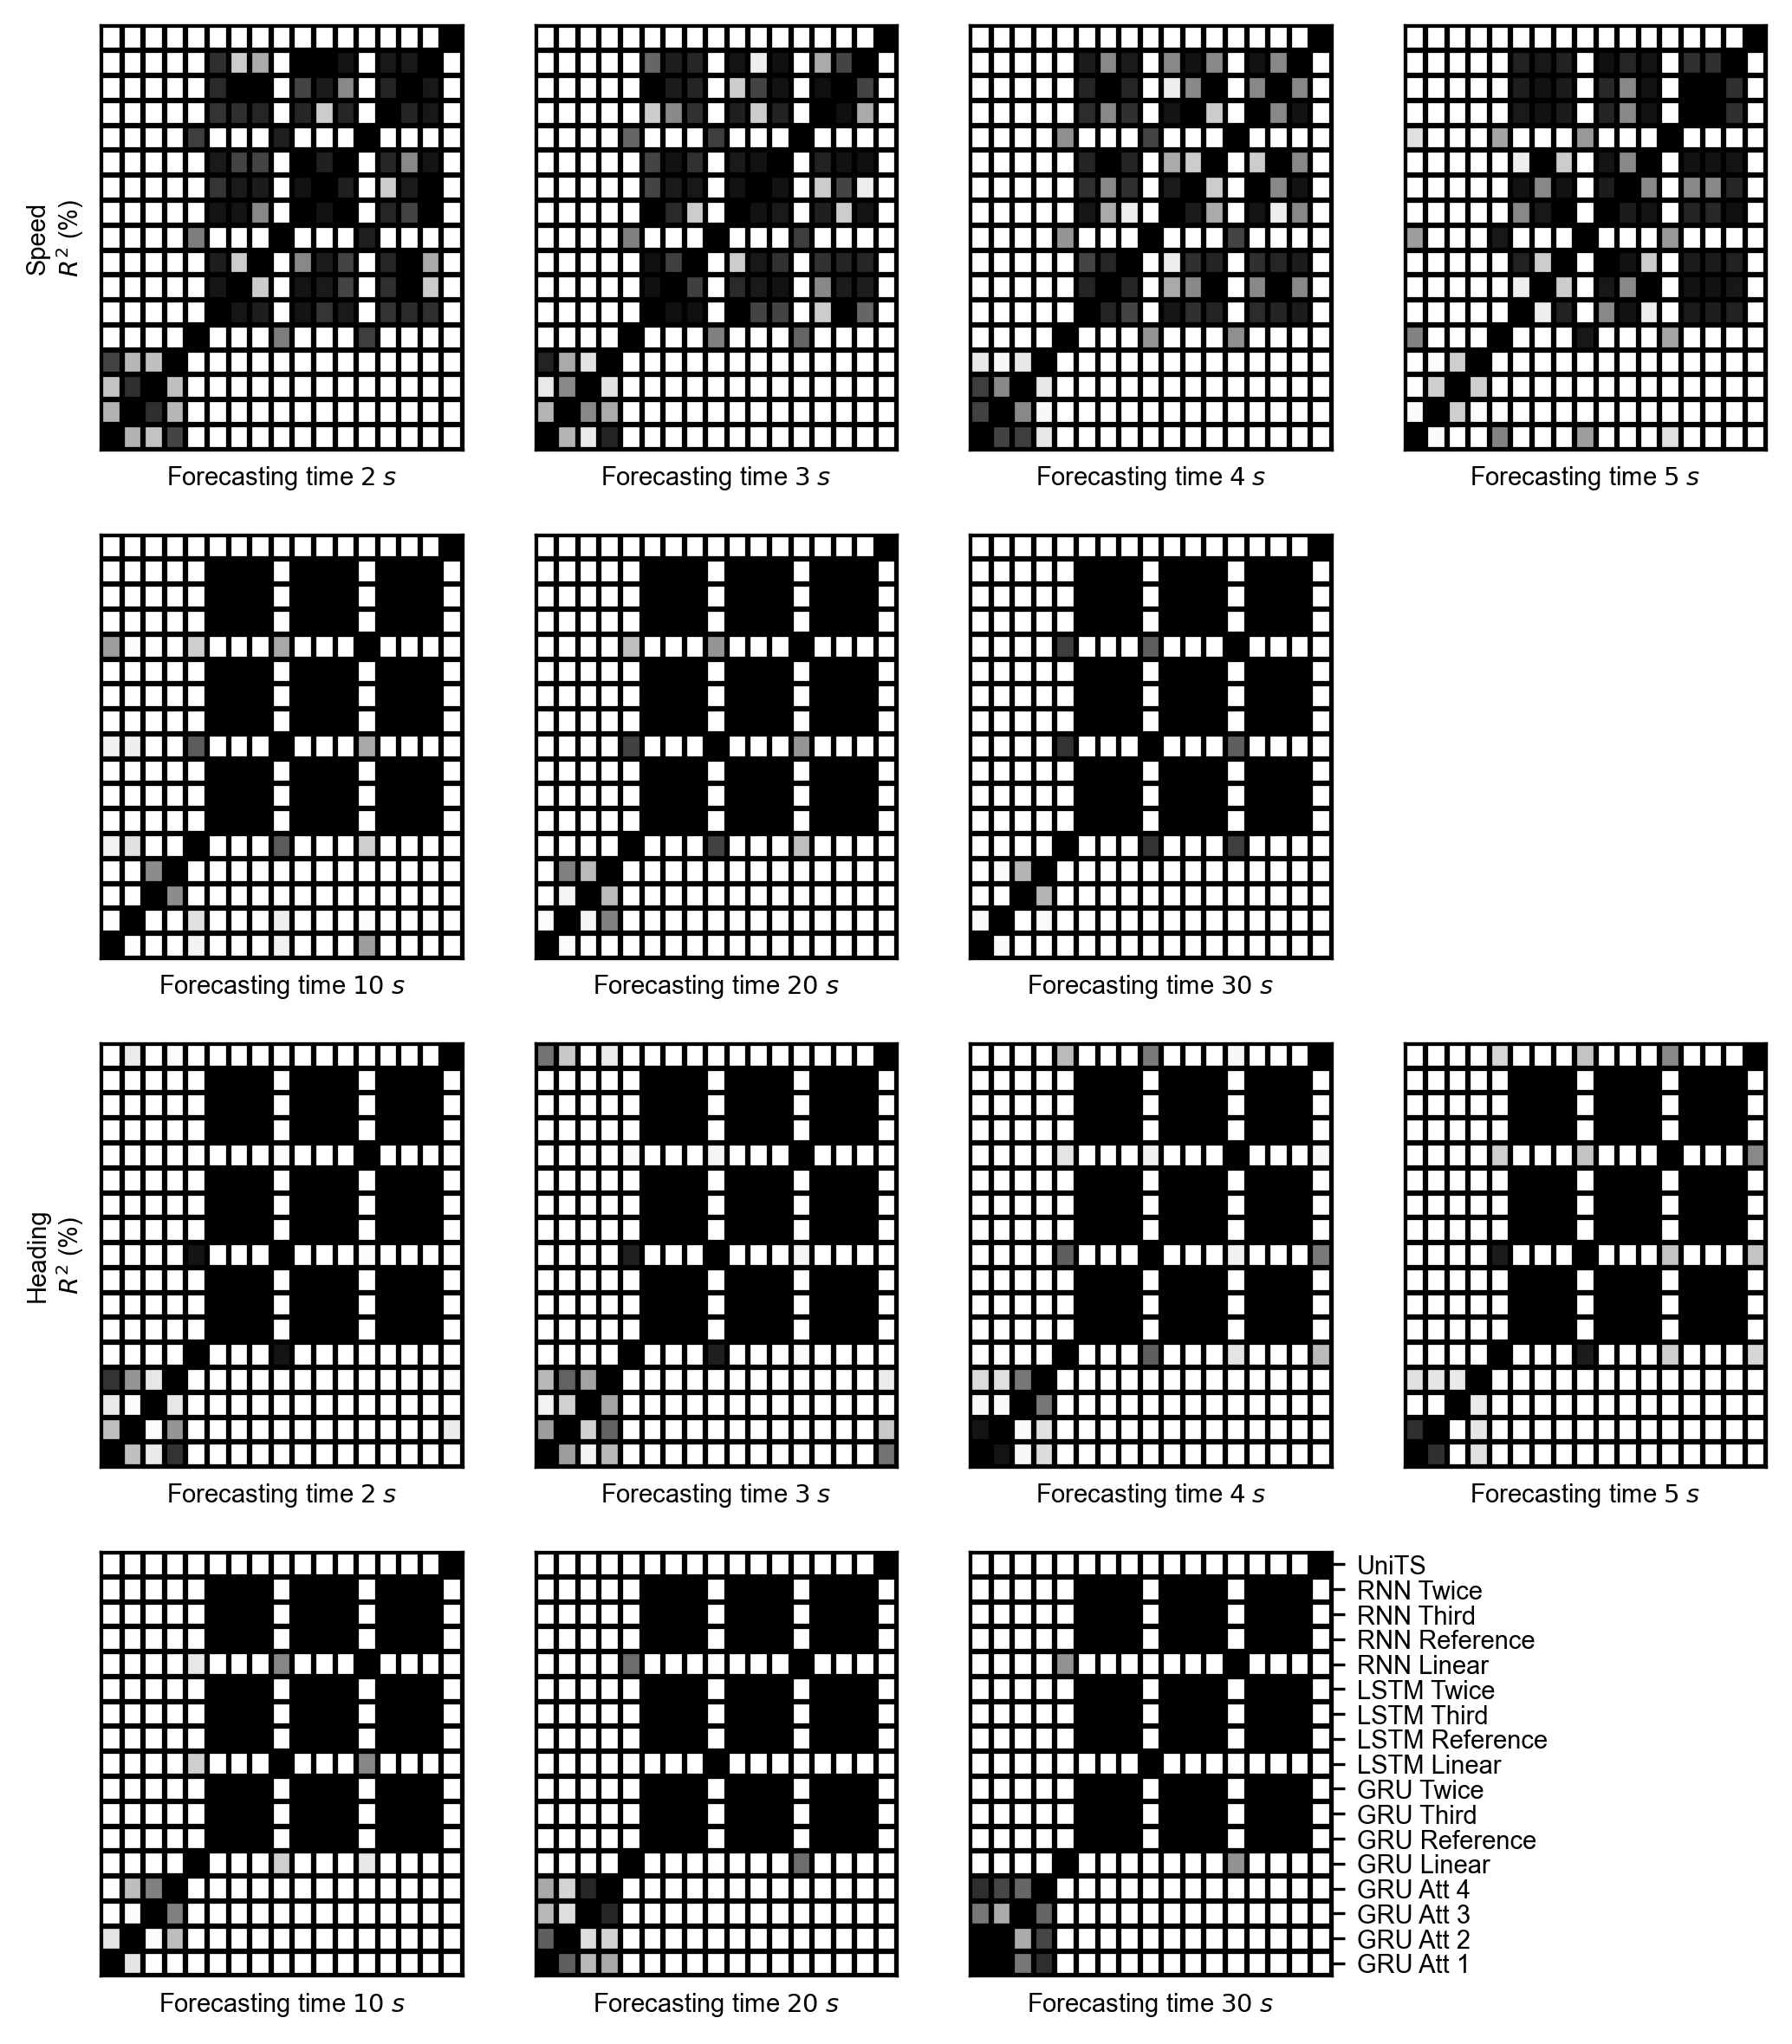 Speed
R² (%)
Forecasting time 2 s
Forecasting time 3 s
Forecasting time 4 s
Forecasting time 5 s
Forecasting time 10 s
Forecasting time 20 s
Forecasting time 30 s
Heading
R² (%)
Forecasting time 2 s
Forecasting time 3 s
Forecasting time 4 s
Forecasting time 5 s
UniTS
RNN Twice
RNN Third
RNN Reference
RNN Linear
LSTM Twice
LSTM Third
LSTM Reference
LSTM Linear
GRU Twice
GRU Third
GRU Reference
GRU Linear
GRU Att 4
GRU Att 3
GRU Att 2
GRU Att 1
Forecasting time 10 s
Forecasting time 20 s
Forecasting time 30 s